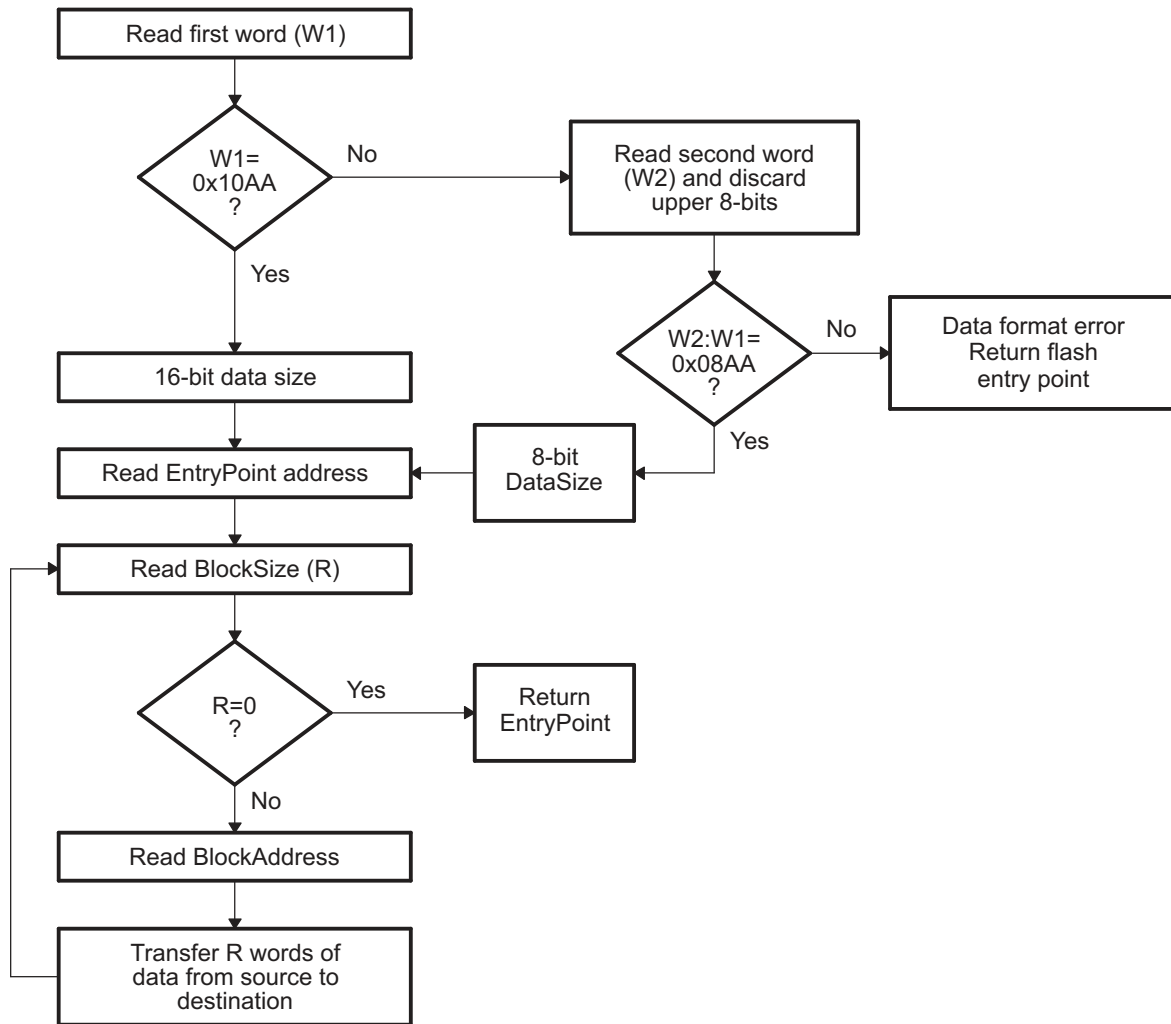 Read first word (W1)
W1=
0x10AA
?
No
Read second word
(W2) and discard
upper 8-bits
Yes
W2:W1=
0x08AA
?
No
Data format error
Return flash
entry point
16-bit data size
Yes
8-bit
DataSize
Read EntryPoint address
Read BlockSize (R)
R=0
?
Yes
Return
EntryPoint
No
Read BlockAddress
Transfer R words of
data from source to
destination